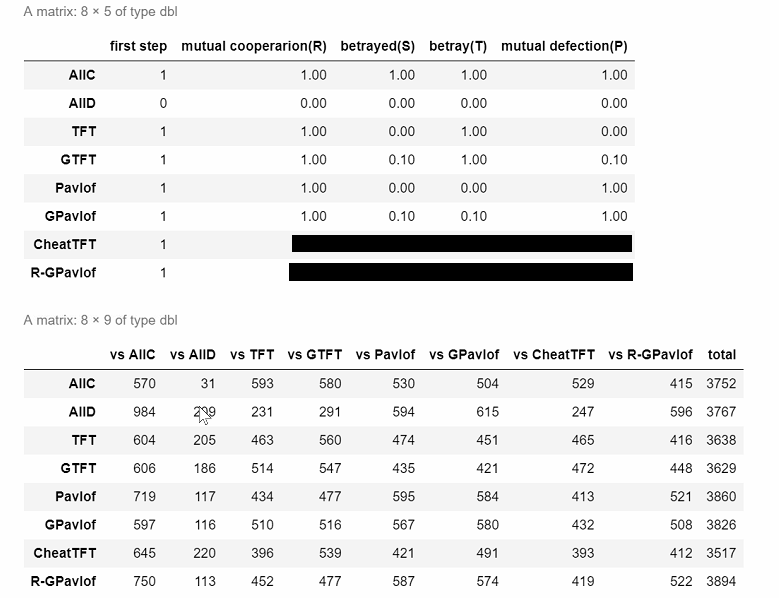 A matrix: 8 × 5 of type dbl
first step mutual cooperarion(R) betrayed(S) betray(T) mutual defection(P)
AllC 1 1.00 1.00 1.00 1.00
AllD 0 0.00 0.00 0.00 0.00
TFT 1 1.00 0.00 1.00 0.00
GTFT 1 1.00 0.10 1.00 0.10
Pavlof 1 1.00 0.00 0.00 1.00
GPavlof 1 1.00 0.10 0.10 1.00
CheatTFT 1
R-GPavlof 1
A matrix: 8 × 9 of type dbl
vs AllC vs AllD vs TFT vs GTFT vs Pavlof vs GPavlof vs CheatTFT vs R-GPavlof total
AllC 570 31 593 580 530 504 529 415 3752
AllD 984 231 291 594 615 247 596 3767
TFT 604 205 463 560 474 451 465 416 3638
GTFT 606 186 514 547 435 421 472 448 3629
Pavlof 719 117 434 477 595 584 413 521 3860
GPavlof 597 116 510 516 567 580 432 508 3826
CheatTFT 645 220 396 539 421 491 393 412 3517
R-GPavlof 750 113 452 477 587 574 419 522 3894